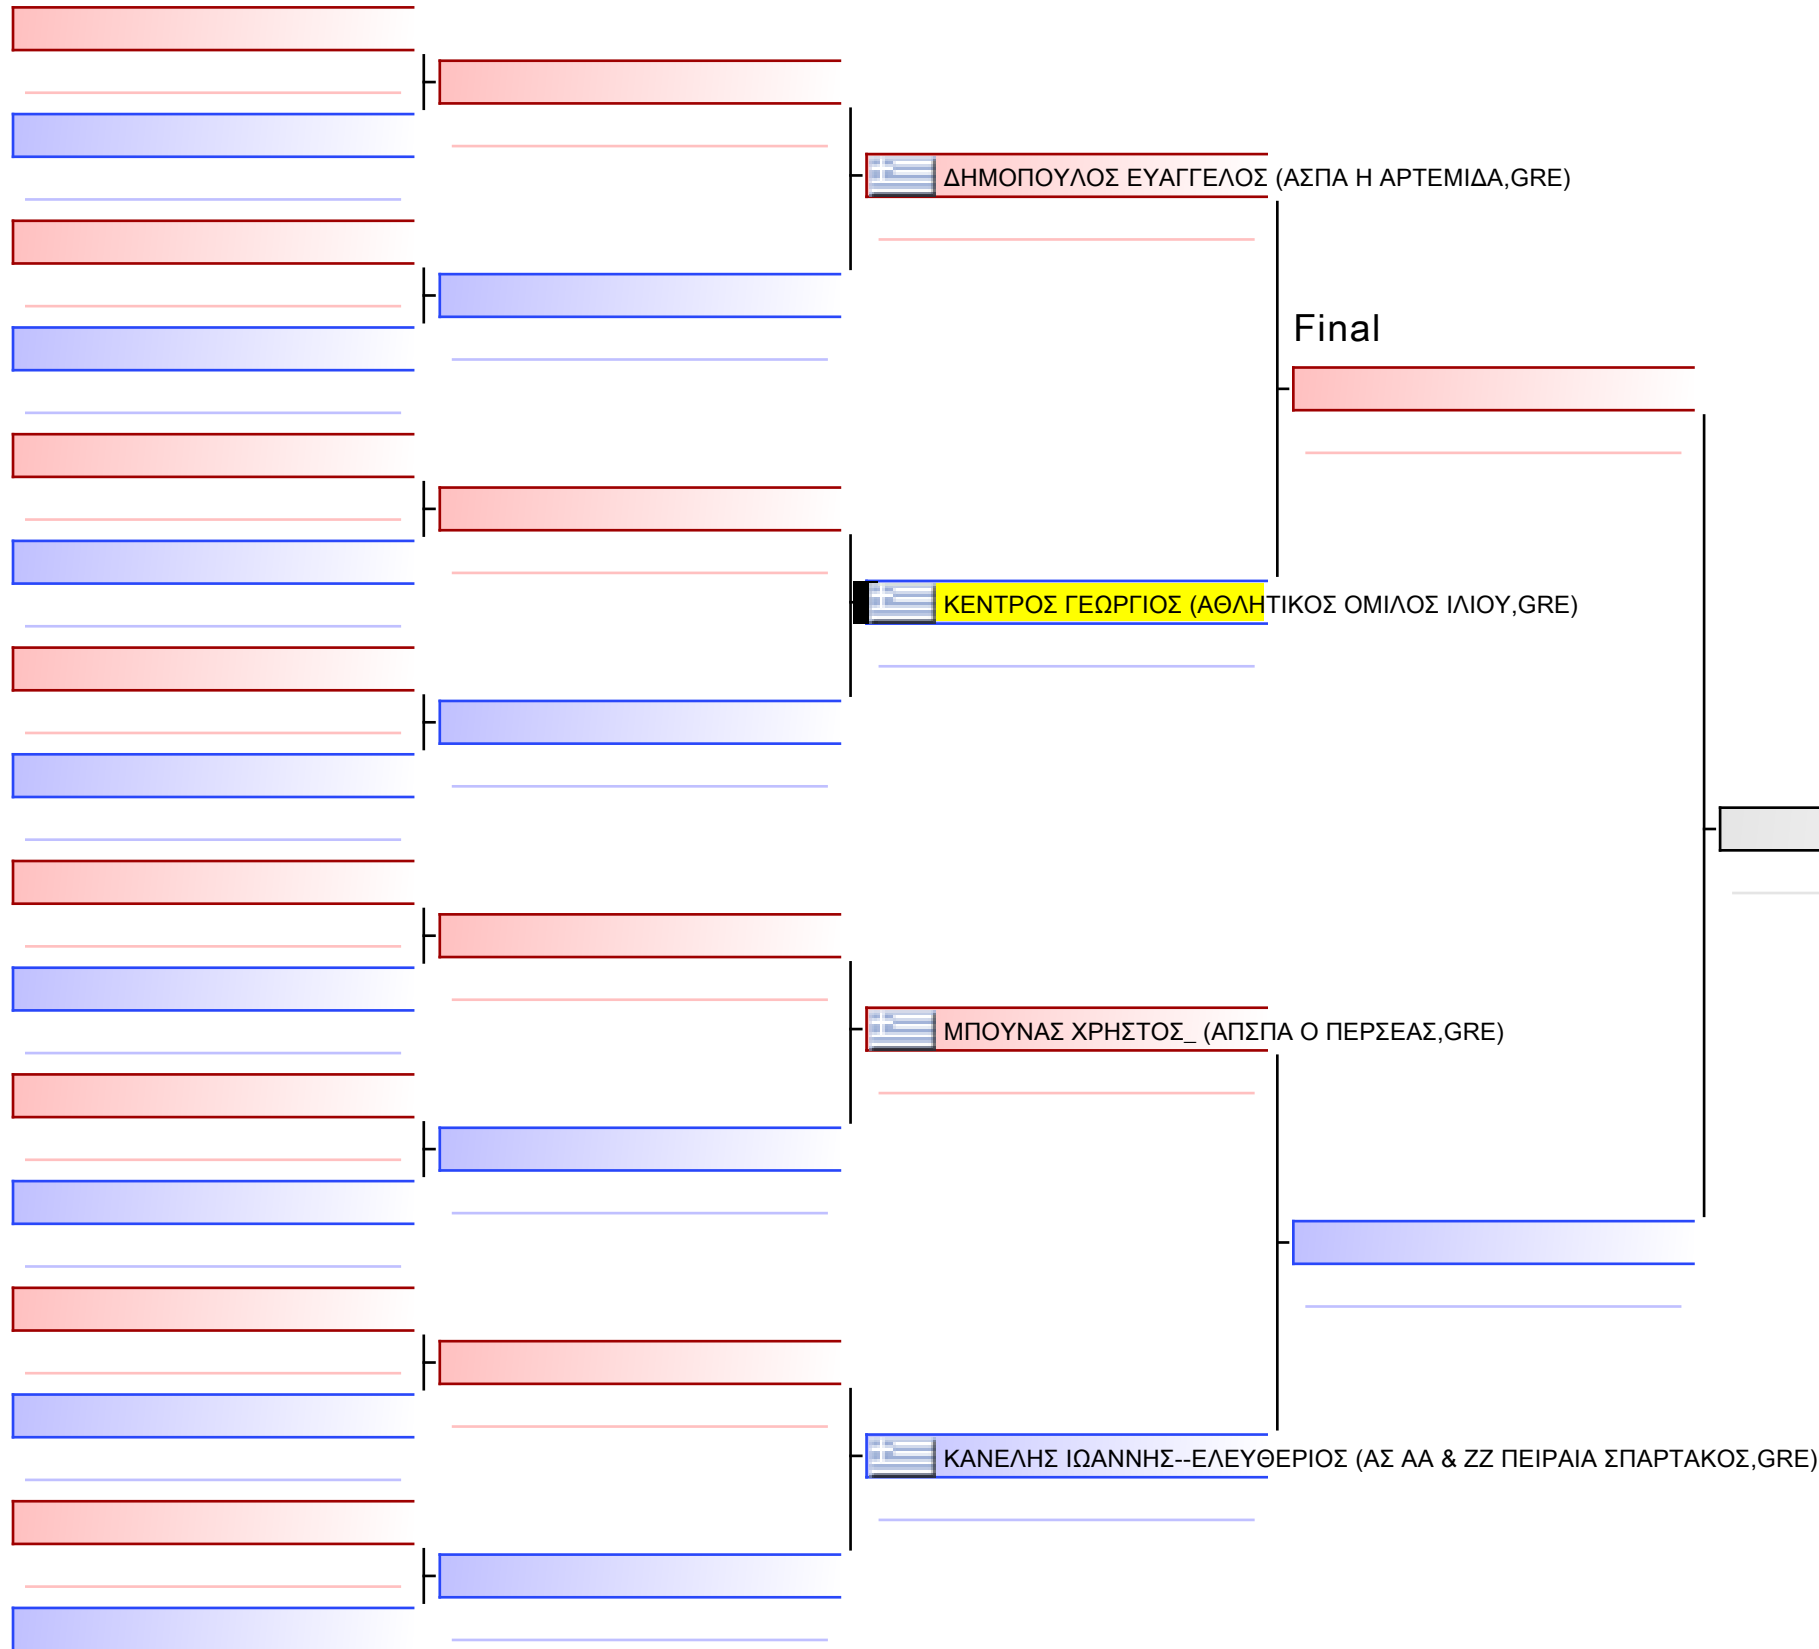 ΔΗΜΟΠΟΥΛΟΣ ΕΥΑΓΓΕΛΟΣ (ΑΣΠΑ Η ΑΡΤΕΜΙΔΑ,GRE)
Final
ΚΕΝΤΡΟΣ ΓΕΩΡΓΙΟΣ (ΑΘΛΗΤΙΚΟΣ ΟΜΙΛΟΣ ΙΛΙΟΥ,GRE)
ΜΠΟΥΝΑΣ ΧΡΗΣΤΟΣ_ (ΑΠΣΠΑ Ο ΠΕΡΣΕΑΣ,GRE)
ΚΑΝΕΛΗΣ ΙΩΑΝΝΗΣ--ΕΛΕΥΘΕΡΙΟΣ (ΑΣ ΑΑ & ΖΖ ΠΕΙΡΑΙΑ ΣΠΑΡΤΑΚΟΣ,GRE)